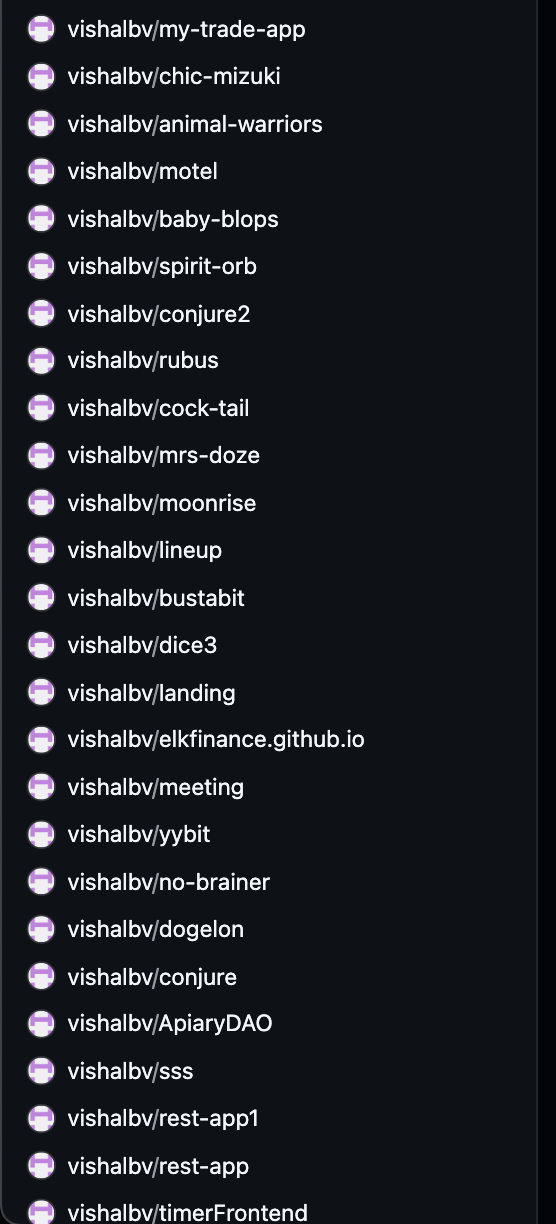 vishalbv/my-trade-app
vishalbv/chic-mizuki
vishalbv/animal-warriors
vishalbv/motel
vishalbv/baby-blops
vishalbv/spirit-orb
vishalbv/conjure2
vishalbv/rubus
vishalbv/cock-tail
vishalbv/mrs-doze
vishalbv/moonrise
vishalbv/lineup
vishalbv/bustabit
vishalbv/dice3
vishalbv/landing
vishalbv/elkfinance.github.io
vishalbv/meeting
vishalbv/yybit
vishalbv/no-brainer
vishalbv/dogelon
vishalbv/conjure
vishalbv/ApiaryDAO
vishalbv/sss
vishalbv/rest-app1
vishalbv/rest-app
vishalbv/timerFrontend